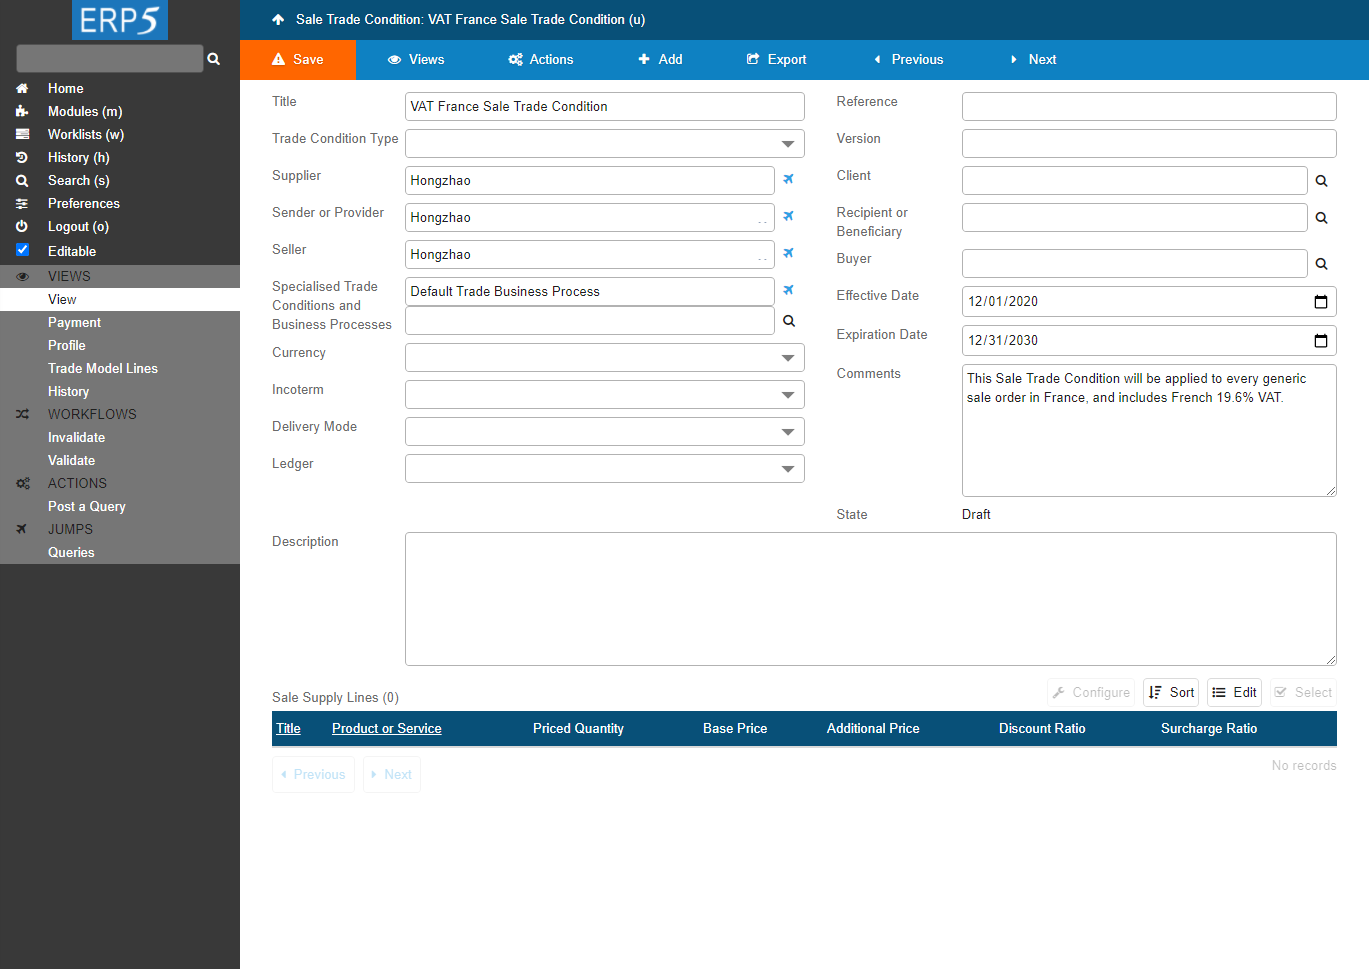 ERP5
Home
Modules (m)
Worklists (w)
History (h)
Search (s)
Preferences
Logout (o)
Editable
VIEWS
View
Payment
Profile
Trade Model Lines
History
WORKFLOWS
Invalidate
Validate
ACTIONS
Post a Query
JUMPS
Queries
Sale Trade Condition: VAT France Sale Trade Condition (u)
Save Views Actions Add Export Previous Next
Title VAT France Sale Trade Condition
Trade Condition Type
Supplier Hongzhao
Sender or Provider Hongzhao
Seller Hongzhao
Specialised Trade
Conditions and
Business Processes
Default Trade Business Process
Currency
Incoterm
Delivery Mode
Ledger
Reference
Version
Client
Recipient or
Beneficiary
Buyer
Effective Date 12/01/2020
Expiration Date 12/31/2030
Comments
This Sale Trade Condition will be applied to every generic
sale order in France, and includes French 19.6% VAT.
State Draft
Description
Sale Supply Lines (0)
Configure Sort Edit Select
Title Product or Service Priced Quantity Base Price Additional Price Discount Ratio Surcharge Ratio
Previous Next
No records